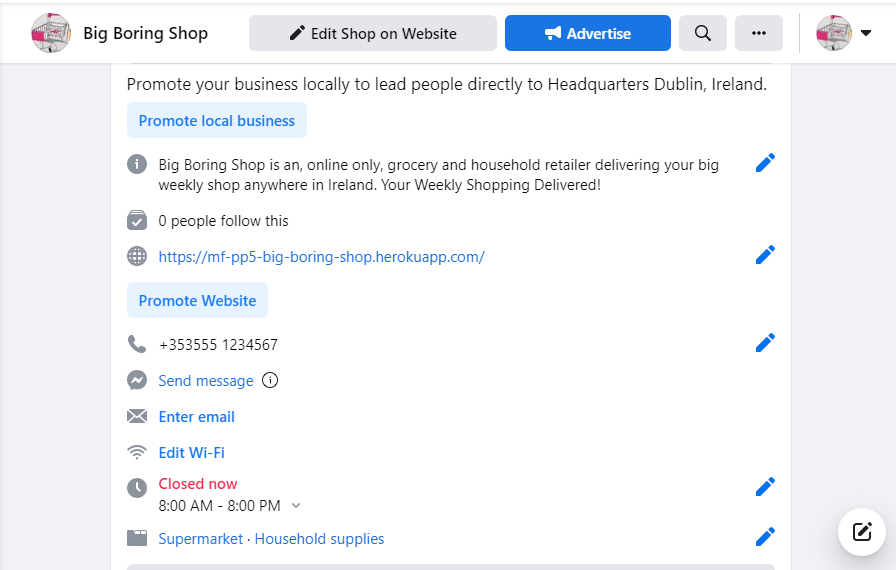 Big Boring Shop
Edit Shop on Website
Advertise
Promote your business locally to lead people directly to Headquarters Dublin, Ireland.
Promote local business
Big Boring Shop is an, online only, grocery and household retailer delivering your big
weekly shop anywhere in Ireland. Your Weekly Shopping Delivered!
0 people follow this
https://mf-pp5-big-boring-shop.herokuapp.com/
Promote Website
+353555 1234567
Send message
Enter email
Edit Wi-Fi
Closed now
8:00 AM - 8:00 PM
Supermarket · Household supplies